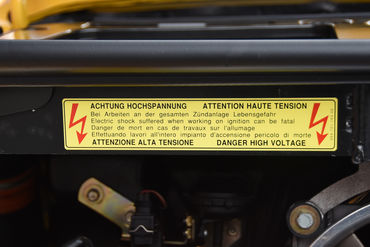 ACHTUNG HOCHSPANNUNG ATTENTION HAUTE TENSION
Bei Arbeiten an der gesamten Zündanlage Lebensgefahr
Electric shock suffered when working on ignition can be fatal
Danger de mort en cas de travaux sur l'allumage
Effettuando lavori all'intero impianto d'accensione pericolo di morte
ATTENZIONE ALTA TENSIONE DANGER HIGH VOLTAGE